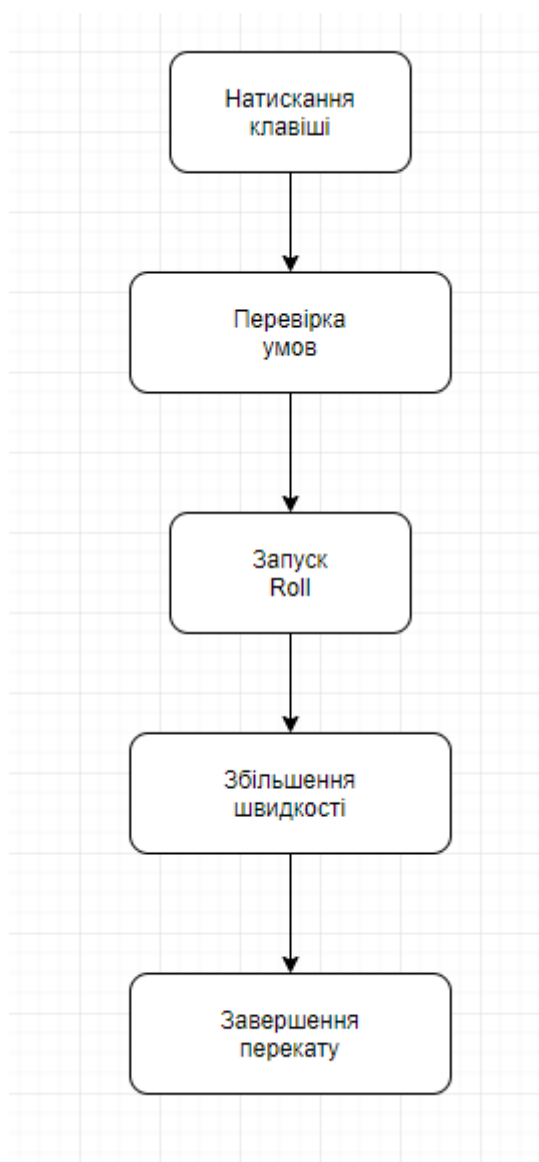 Натискання
клавіші
Перевірка
умов
Запуск
Roll
Збільшення
швидкості
Завершення
перекату